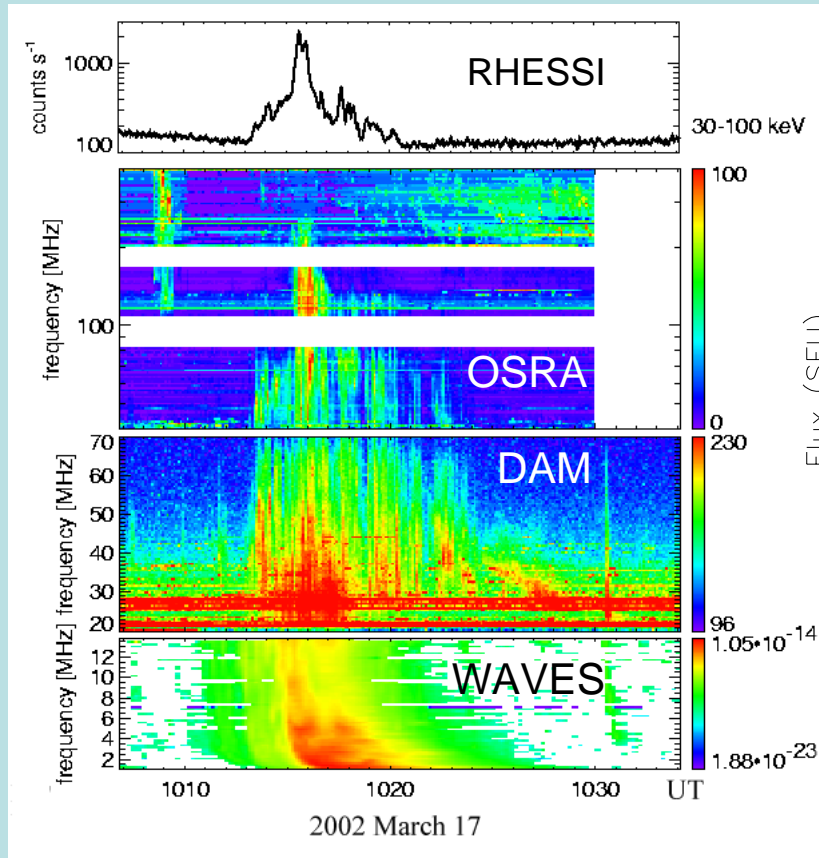 counts s⁻¹
1000
100
RHESSI
30-100 keV
frequency [MHz]
100
OSRA
100
0
frequency [MHz]
70
60
50
40
30
20
DAM
230
96
frequency [MHz]
12
10
8
6
4
2
WAVES
1.05*10⁻¹⁴
1.88*10⁻²³
1010
1020
1030
UT
2002 March 17